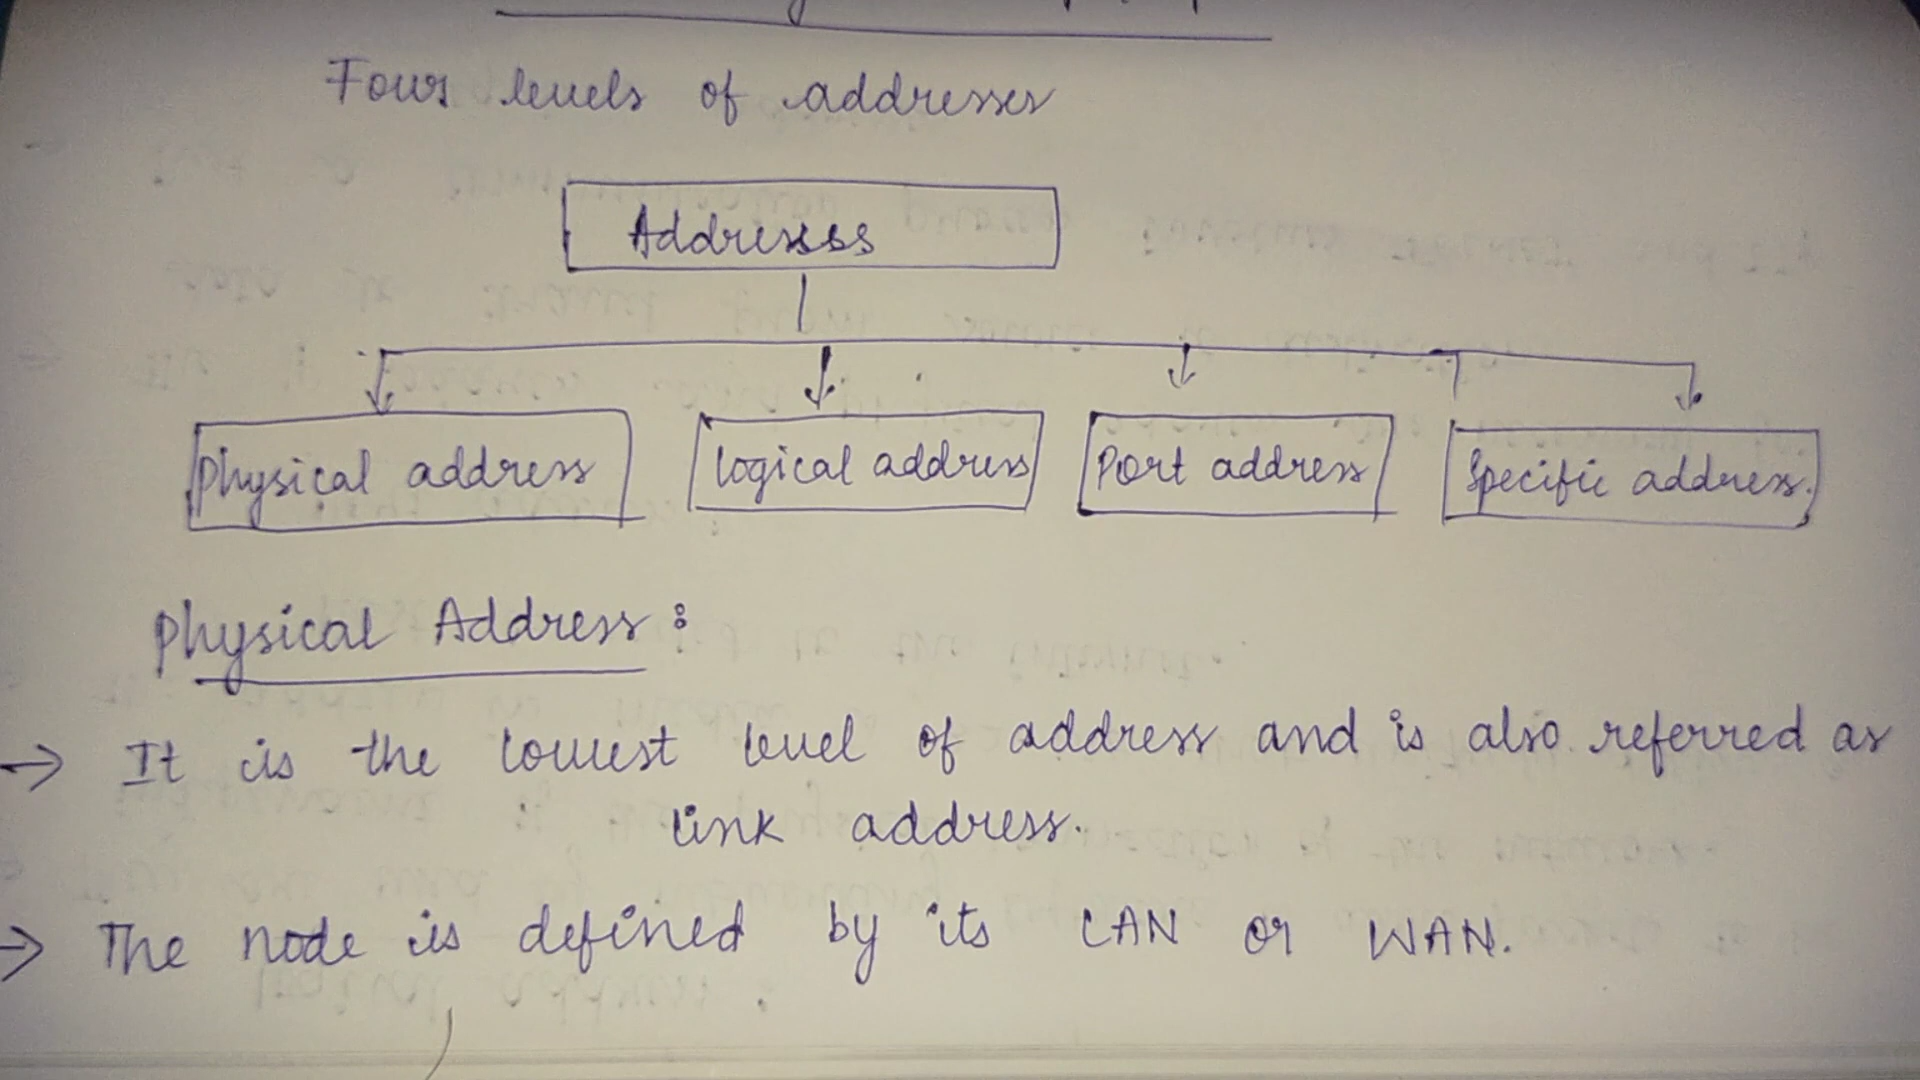 Four levels of addresses
Addresses
physical address
logical address
Port address
Specific address.
physical Address :
→ It is the lowest level of address and is also referred as
link address.
→ The node is defined by its LAN or WAN.